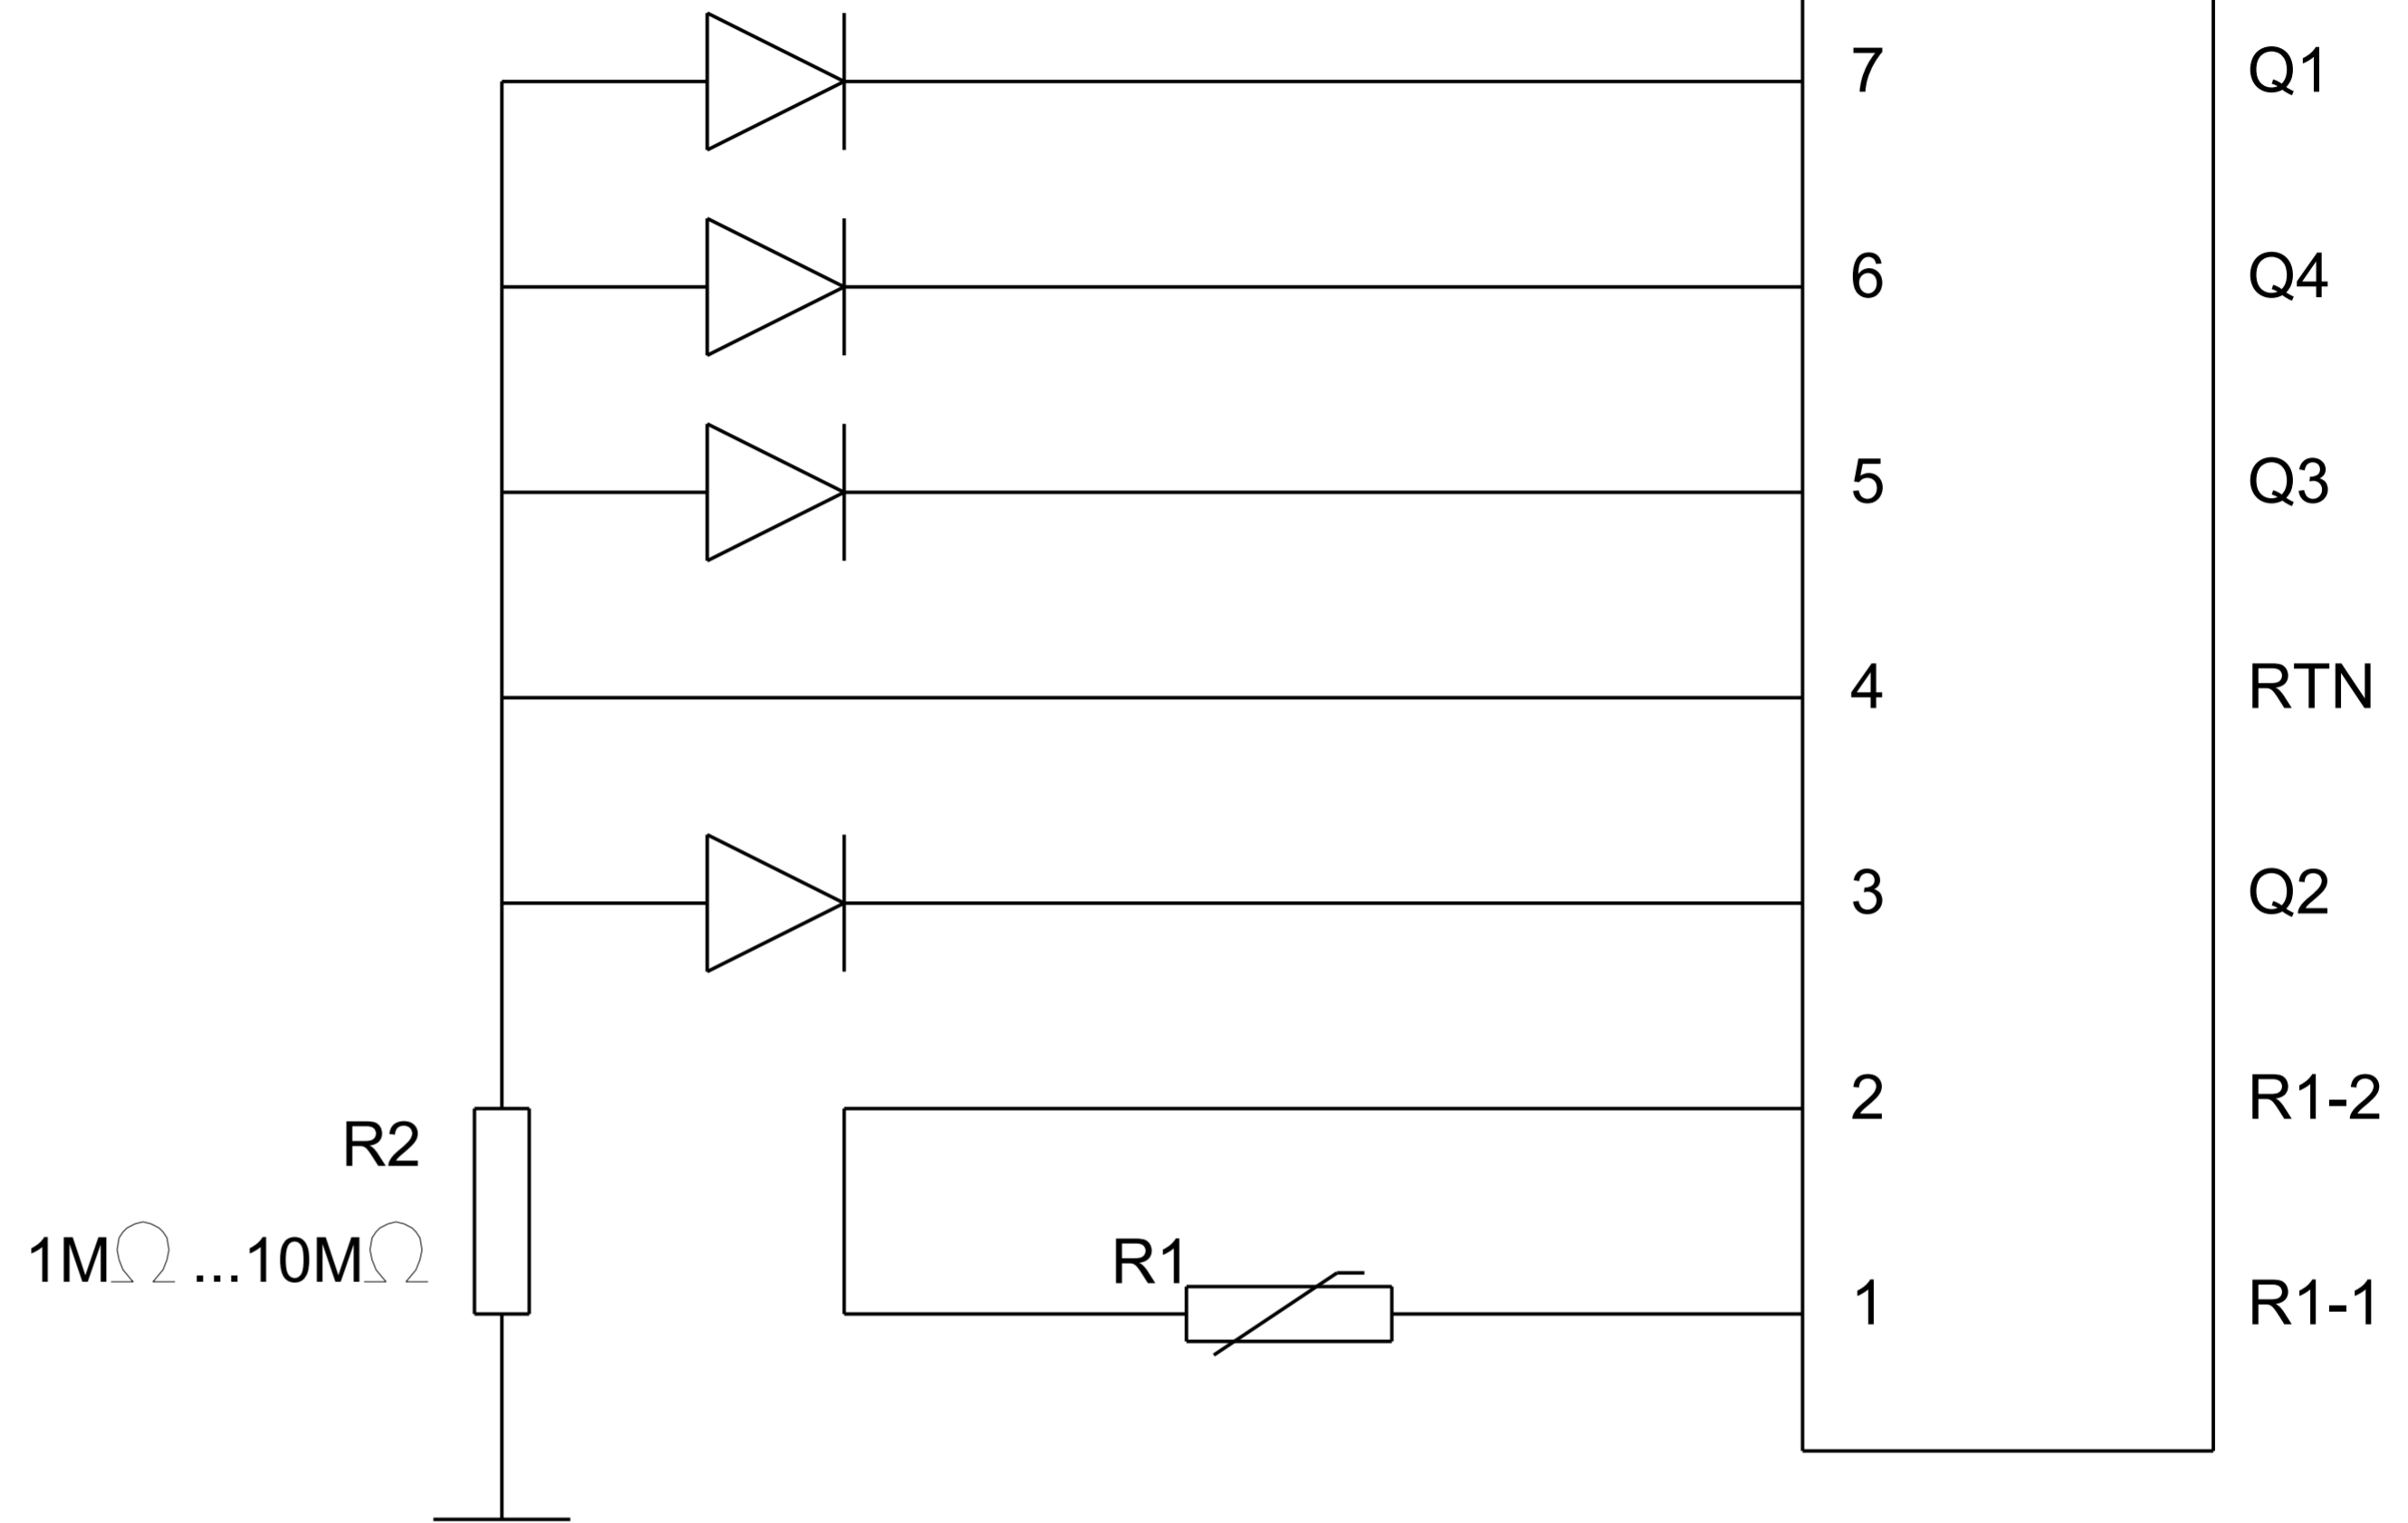 7 Q1
6 Q4
5 Q3
4 RTN
3 Q2
2 R1-2
R2
1MΩ ...10MΩ
R1
1 R1-1